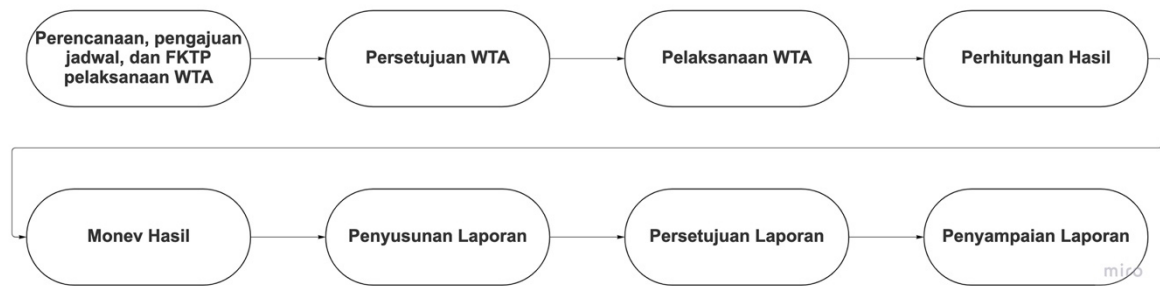 Perencanaan, pengajuan
jadwal, dan FKTP
pelaksanaan WTA
Persetujuan WTA
Pelaksanaan WTA
Perhitungan Hasil
Monev Hasil
Penyusunan Laporan
Persetujuan Laporan
Penyampaian Laporan
miro